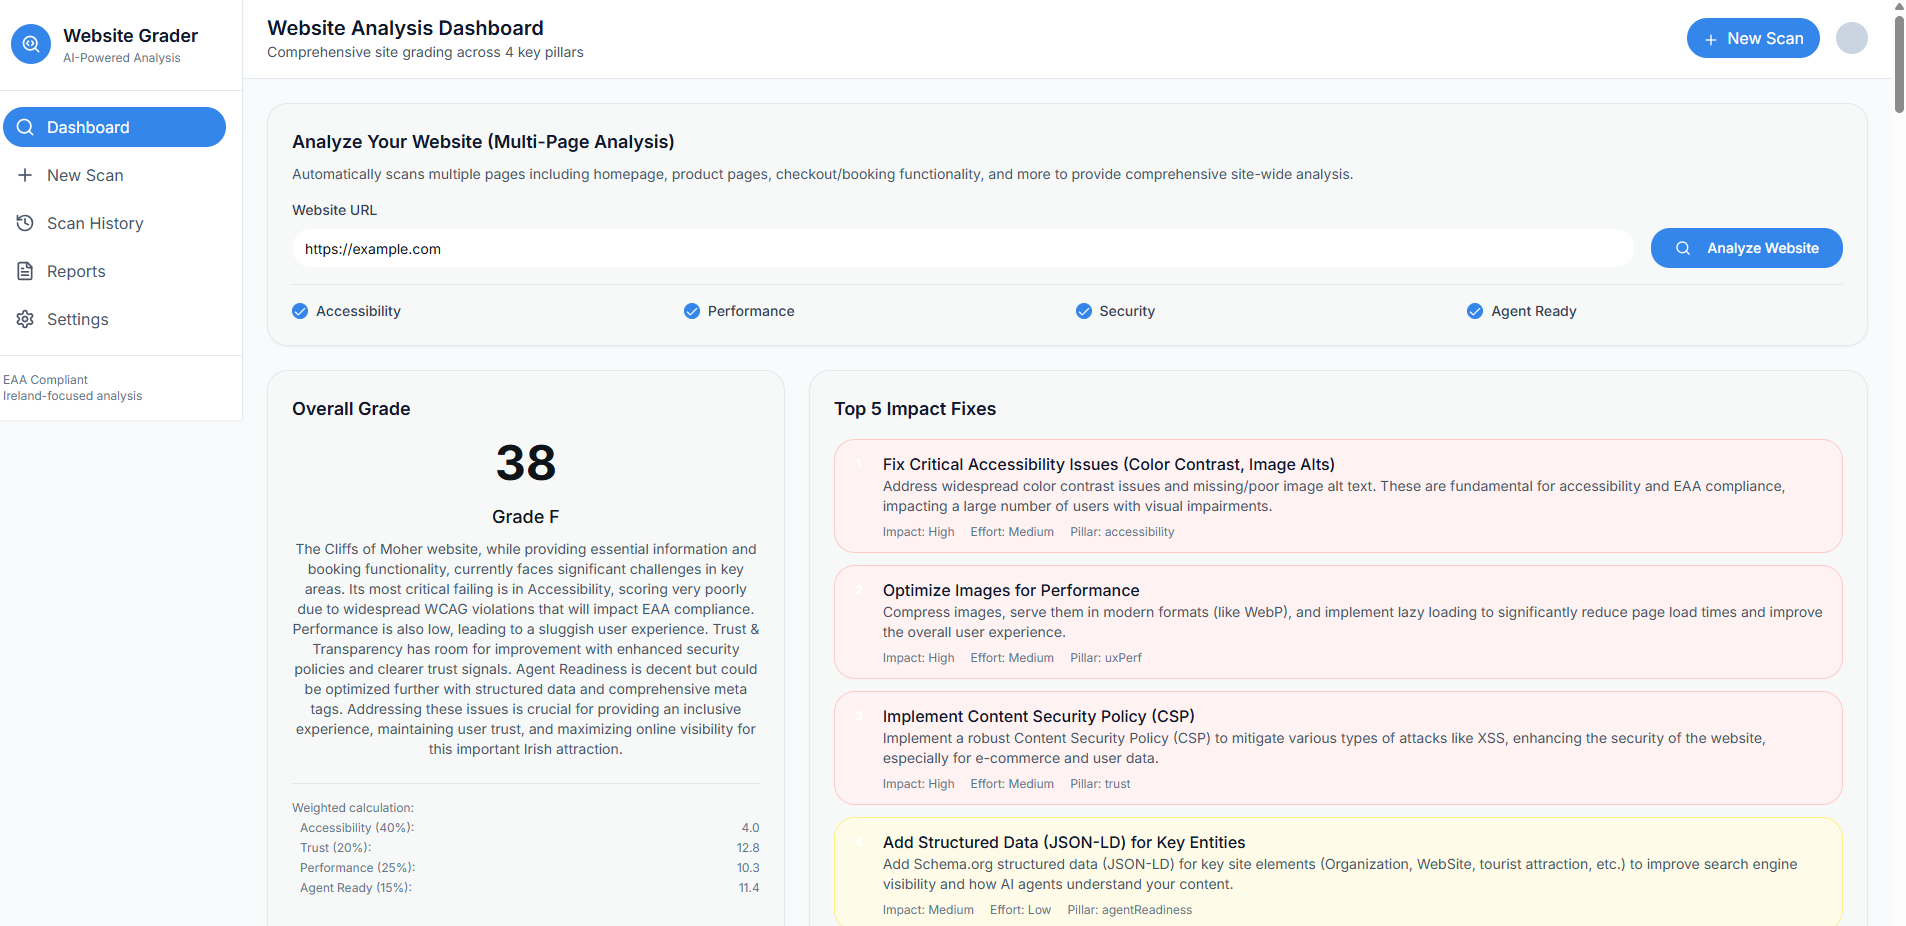 Website Grader
AI-Powered Analysis
Dashboard
New Scan
Scan History
Reports
Settings
EAA Compliant
Ireland-focused analysis
Website Analysis Dashboard
Comprehensive site grading across 4 key pillars
New Scan
Analyze Your Website (Multi-Page Analysis)
Automatically scans multiple pages including homepage, product pages, checkout/booking functionality, and more to provide comprehensive site-wide analysis.
Website URL
https://example.com
Analyze Website
Accessibility
Performance
Security
Agent Ready
Overall Grade
38
Grade F
The Cliffs of Moher website, while providing essential information and
booking functionality, currently faces significant challenges in key
areas. Its most critical failing is in Accessibility, scoring very poorly
due to widespread WCAG violations that will impact EAA compliance.
Performance is also low, leading to a sluggish user experience. Trust &
Transparency has room for improvement with enhanced security
policies and clearer trust signals. Agent Readiness is decent but could
be optimized further with structured data and comprehensive meta
tags. Addressing these issues is crucial for providing an inclusive
experience, maintaining user trust, and maximizing online visibility for
this important Irish attraction.
Weighted calculation:
Accessibility (40%): 4.0
Trust (20%): 12.8
Performance (25%): 10.3
Agent Ready (15%): 11.4
Top 5 Impact Fixes
1
Fix Critical Accessibility Issues (Color Contrast, Image Alts)
Address widespread color contrast issues and missing/poor image alt text. These are fundamental for accessibility and EAA compliance,
impacting a large number of users with visual impairments.
Impact: High Effort: Medium Pillar: accessibility
2
Optimize Images for Performance
Compress images, serve them in modern formats (like WebP), and implement lazy loading to significantly reduce page load times and improve
the overall user experience.
Impact: High Effort: Medium Pillar: uxPerf
3
Implement Content Security Policy (CSP)
Implement a robust Content Security Policy (CSP) to mitigate various types of attacks like XSS, enhancing the security of the website,
especially for e-commerce and user data.
Impact: High Effort: Medium Pillar: trust
4
Add Structured Data (JSON-LD) for Key Entities
Add Schema.org structured data (JSON-LD) for key site elements (Organization, WebSite, tourist attraction, etc.) to improve search engine
visibility and how AI agents understand your content.
Impact: Medium Effort: Low Pillar: agentReadiness